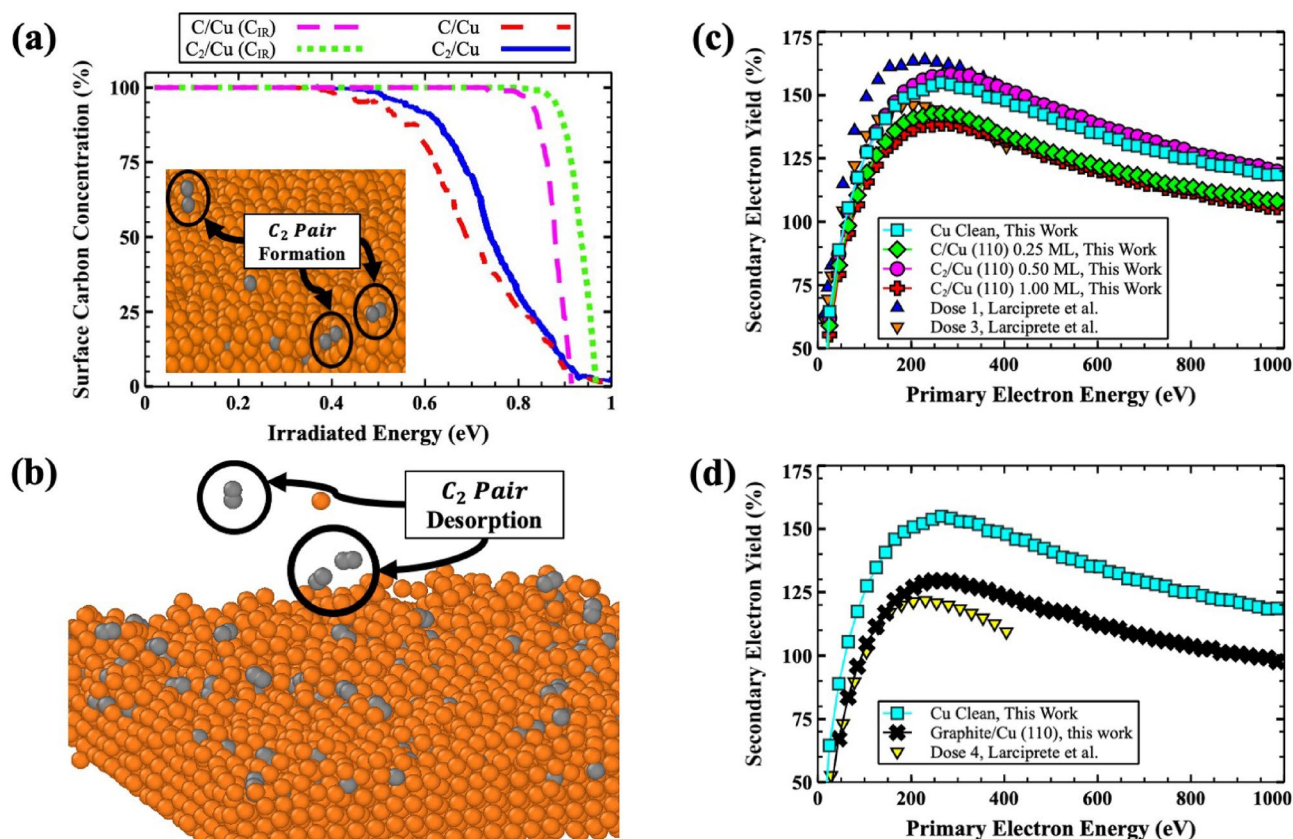 (a)
C/Cu (C_IR)
C/Cu
C₂/Cu (C_IR)
C₂/Cu
Surface Carbon Concentration (%)
100
75
50
25
0
C₂ Pair
Formation
0
0.2
0.4
0.6
0.8
1
Irradiated Energy (eV)
(b)
C₂ Pair
Desorption
(c)
Secondary Electron Yield (%)
175
150
125
100
75
50
Cu Clean, This Work
C/Cu (110) 0.25 ML, This Work
C₂/Cu (110) 0.50 ML, This Work
C₂/Cu (110) 1.00 ML, This Work
Dose 1, Larciprete et al.
Dose 3, Larciprete et al.
0
200
400
600
800
1000
Primary Electron Energy (eV)
(d)
Secondary Electron Yield (%)
175
150
125
100
75
50
Cu Clean, This Work
Graphite/Cu (110), this work
Dose 4, Larciprete et al.
0
200
400
600
800
1000
Primary Electron Energy (eV)